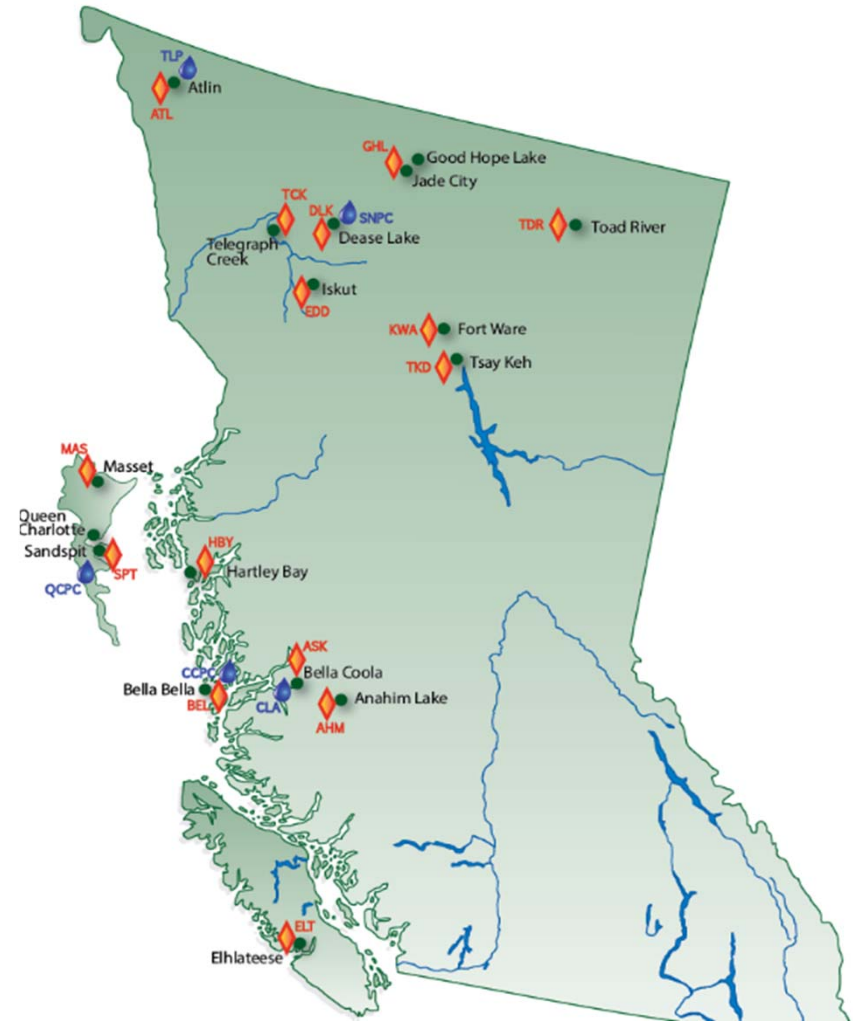 TLP
Atlin
ATL
GHL
Good Hope Lake
Jade City
TCK
DLK
SNPC
TDR
Toad River
Telegraph
Creek
Dease Lake
Iskut
EDD
KWA
Fort Ware
TKD
Tsay Keh
MAS
Masset
Queen
Charlotte
Sandspit
SPT
QCPC
HBY
Hartley Bay
ASK
CCPC
Bella Coola
Bella Bella
BEL
CLA
Anahim Lake
AHM
ELT
Elhlateese